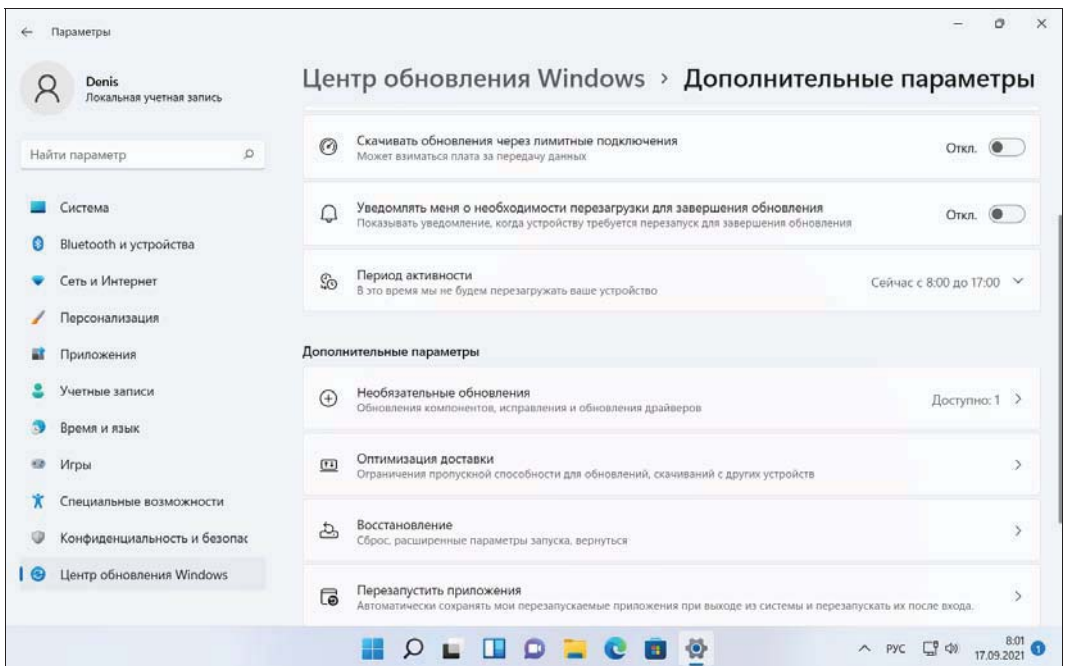 Параметры
Denis
Локальная учетная запись
Найти параметр
Система
Bluetooth и устройства
Сеть и Интернет
Персонализация
Приложения
Учетные записи
Время и язык
Игры
Специальные возможности
Конфиденциальность и безопас
Центр обновления Windows
Центр обновления Windows > Дополнительные параметры
Скачивать обновления через лимитные подключения
Может взиматься плата за передачу данных
Откл.
Уведомлять меня о необходимости перезагрузки для завершения обновления
Показывать уведомление, когда устройству требуется перезапуск для завершения обновления
Откл.
Период активности
В это время мы не будем перезагружать ваше устройство
Сейчас с 8:00 до 17:00
Дополнительные параметры
Необязательные обновления
Обновления компонентов, исправления и обновления драйверов
Доступно: 1
Оптимизация доставки
Ограничения пропускной способности для обновлений, скачиваний с других устройств
Восстановление
Сброс, расширенные параметры запуска, вернуться
Перезапустить приложения
Автоматически сохранять мои перезапускаемые приложения при выходе из системы и перезапускать их после входа.
РУС
8:01
17.09.2021
1